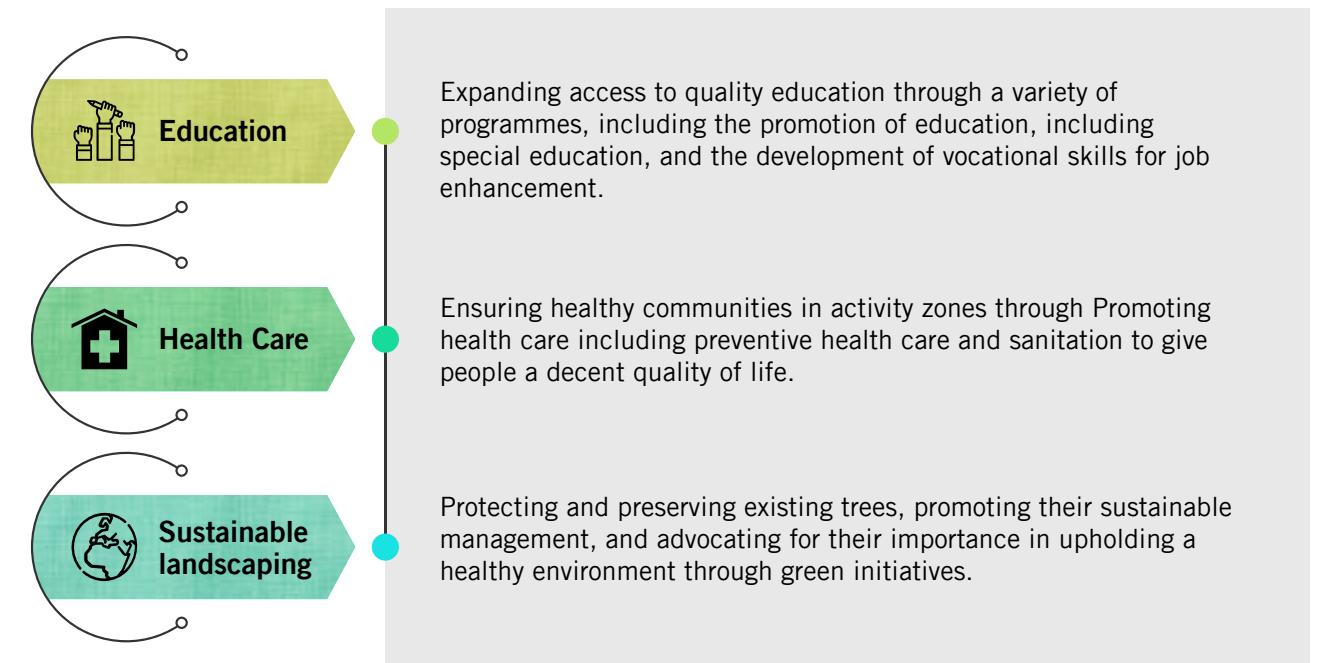 Education
Expanding access to quality education through a variety of
programmes, including the promotion of education, including
special education, and the development of vocational skills for job
enhancement.
Health Care
Ensuring healthy communities in activity zones through Promoting
health care including preventive health care and sanitation to give
people a decent quality of life.
Sustainable
landscaping
Protecting and preserving existing trees, promoting their sustainable
management, and advocating for their importance in upholding a
healthy environment through green initiatives.